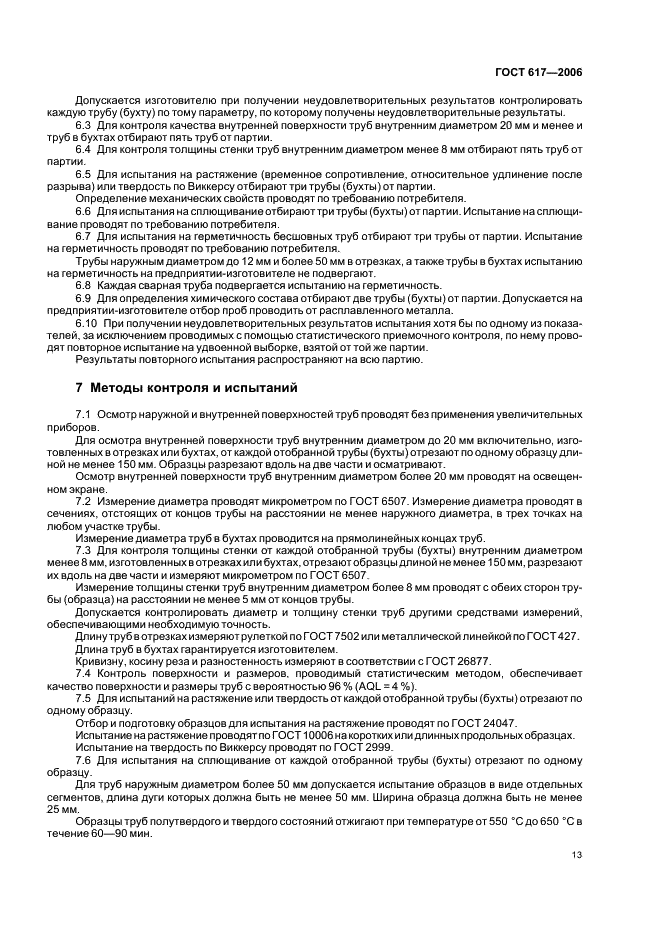 ГОСТ 617—2006
Допускается изготовителю при получении неудовлетворительных результатов контролировать
каждую трубу (бухту) по тому параметру, по которому получены неудовлетворительные результаты.
6.3 Для контроля качества внутренней поверхности труб внутренним диаметром 20 мм и менее и
труб в бухтах отбирают пять труб от партии.
6.4 Для контроля толщины стенки труб внутренним диаметром менее 8 мм отбирают пять труб от
партии.
6.5 Для испытания на растяжение (временное сопротивление, относительное удлинение после
разрыва) или твердость по Виккерсу отбирают три трубы (бухты) от партии.
Определение механических свойств проводят по требованию потребителя.
6.6 Для испытания на сплющивание отбирают три трубы (бухты) от партии. Испытание на сплющи-
вание проводят по требованию потребителя.
6.7 Для испытания на герметичность бесшовных труб отбирают три трубы от партии. Испытание
на герметичность проводят по требованию потребителя.
Трубы наружным диаметром до 12 мм и более 50 мм в отрезках, а также трубы в бухтах испытанию
на герметичность на предприятии-изготовителе не подвергают.
6.8 Каждая сварная труба подвергается испытанию на герметичность.
6.9 Для определения химического состава отбирают две трубы (бухты) от партии. Допускается на
предприятии-изготовителе отбор проб проводить от расплавленного металла.
6.10 При получении неудовлетворительных результатов испытания хотя бы по одному из показа-
телей, за исключением проводимых с помощью статистического приемочного контроля, по нему прово-
дят повторное испытание на удвоенной выборке, взятой от той же партии.
Результаты повторного испытания распространяют на всю партию.
7 Методы контроля и испытаний
7.1 Осмотр наружной и внутренней поверхностей труб проводят без применения увеличительных
приборов.
Для осмотра внутренней поверхности труб внутренним диаметром до 20 мм включительно, изго-
товленных в отрезках или бухтах, от каждой отобранной трубы (бухты) отрезают по одному образцу дли-
ной не менее 150 мм. Образцы разрезают вдоль на две части и осматривают.
Осмотр внутренней поверхности труб внутренним диаметром более 20 мм проводят на освещен-
ном экране.
7.2 Измерение диаметра проводят микрометром по ГОСТ 6507. Измерение диаметра проводят в
сечениях, отстоящих от концов трубы на расстоянии не менее наружного диаметра, в трех точках на
любом участке трубы.
Измерение диаметра труб в бухтах проводится на прямолинейных концах труб.
7.3 Для контроля толщины стенки от каждой отобранной трубы (бухты) внутренним диаметром
менее 8 мм, изготовленных в отрезках или бухтах, отрезают образцы длиной не менее 150 мм, разрезают
их вдоль на две части и измеряют микрометром по ГОСТ 6507.
Измерение толщины стенки труб внутренним диаметром более 8 мм проводят с обеих сторон тру-
бы (образца) на расстоянии не менее 5 мм от концов трубы.
Допускается контролировать диаметр и толщину стенки труб другими средствами измерений,
обеспечивающими необходимую точность.
Длину труб в отрезках измеряют рулеткой по ГОСТ 7502 или металлической линейкой по ГОСТ 427.
Длина труб в бухтах гарантируется изготовителем.
Кривизну, косину реза и разностенность измеряют в соответствии с ГОСТ 26877.
7.4 Контроль поверхности и размеров, проводимый статистическим методом, обеспечивает
качество поверхности и размеры труб с вероятностью 96 % (AQL = 4 %).
7.5 Для испытаний на растяжение или твердость от каждой отобранной трубы (бухты) отрезают по
одному образцу.
Отбор и подготовку образцов для испытания на растяжение проводят по ГОСТ 24047.
Испытание на растяжение проводят по ГОСТ 10006 на коротких или длинных продольных образцах.
Испытание на твердость по Виккерсу проводят по ГОСТ 2999.
7.6 Для испытания на сплющивание от каждой отобранной трубы (бухты) отрезают по одному
образцу.
Для труб наружным диаметром более 50 мм допускается испытание образцов в виде отдельных
сегментов, длина дуги которых должна быть не менее 50 мм. Ширина образца должна быть не менее
25 мм.
Образцы труб полутвердого и твердого состояний отжигают при температуре от 550 °С до 650 °С в
течение 60—90 мин.
13